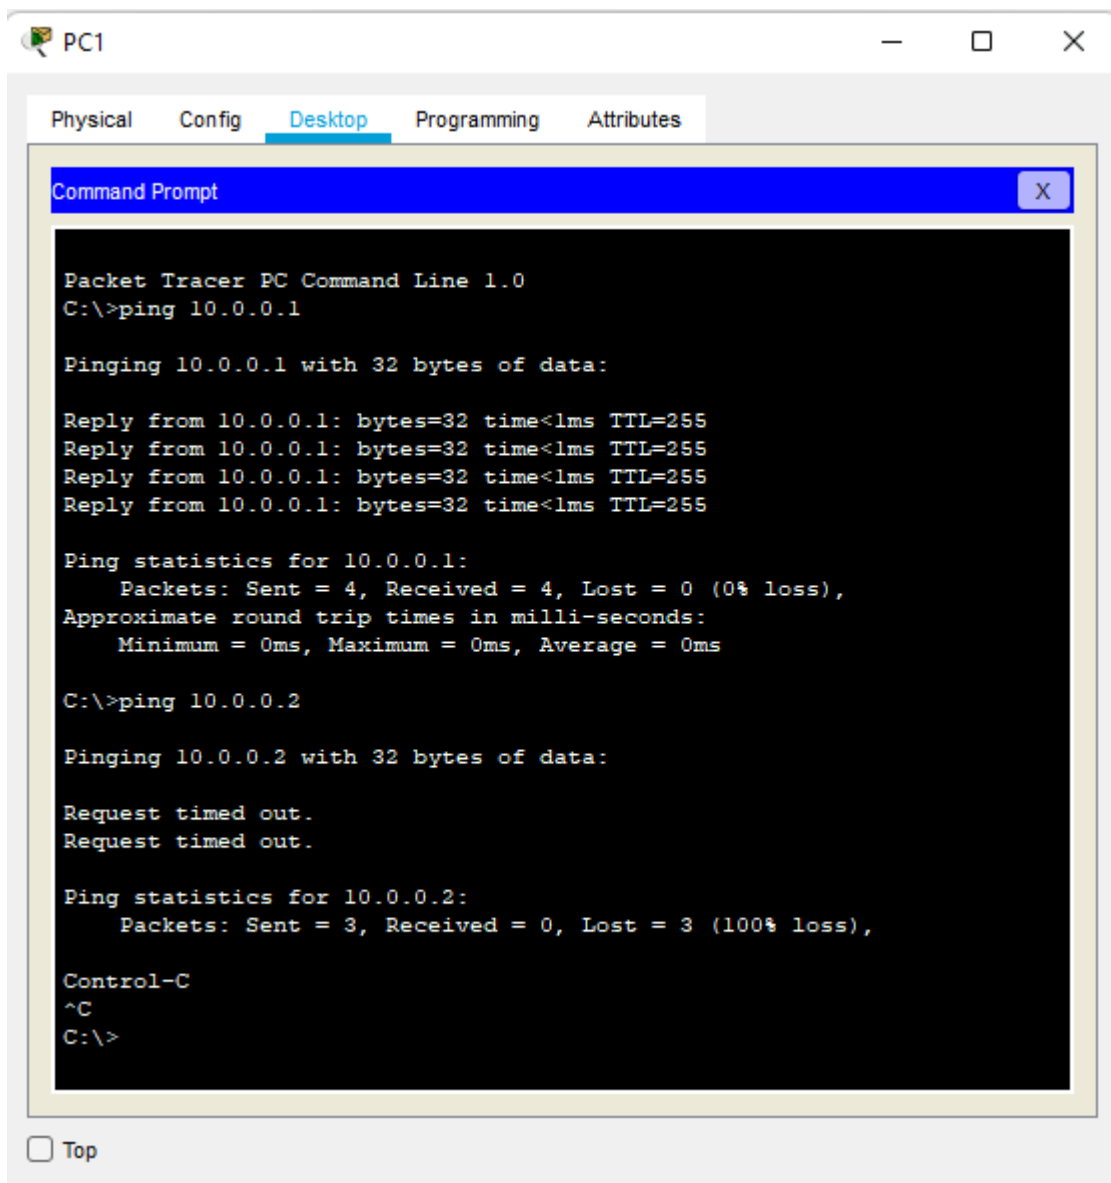 PC1
Physical Config Desktop Programming Attributes
Command Prompt X
Packet Tracer PC Command Line 1.0
C:\>ping 10.0.0.1
Pinging 10.0.0.1 with 32 bytes of data:
Reply from 10.0.0.1: bytes=32 time<1ms TTL=255
Reply from 10.0.0.1: bytes=32 time<1ms TTL=255
Reply from 10.0.0.1: bytes=32 time<1ms TTL=255
Reply from 10.0.0.1: bytes=32 time<1ms TTL=255
Ping statistics for 10.0.0.1:
Packets: Sent = 4, Received = 4, Lost = 0 (0% loss),
Approximate round trip times in milli-seconds:
Minimum = 0ms, Maximum = 0ms, Average = 0ms
C:\>ping 10.0.0.2
Pinging 10.0.0.2 with 32 bytes of data:
Request timed out.
Request timed out.
Ping statistics for 10.0.0.2:
Packets: Sent = 3, Received = 0, Lost = 3 (100% loss),
Control-C
^C
C:\>
Top